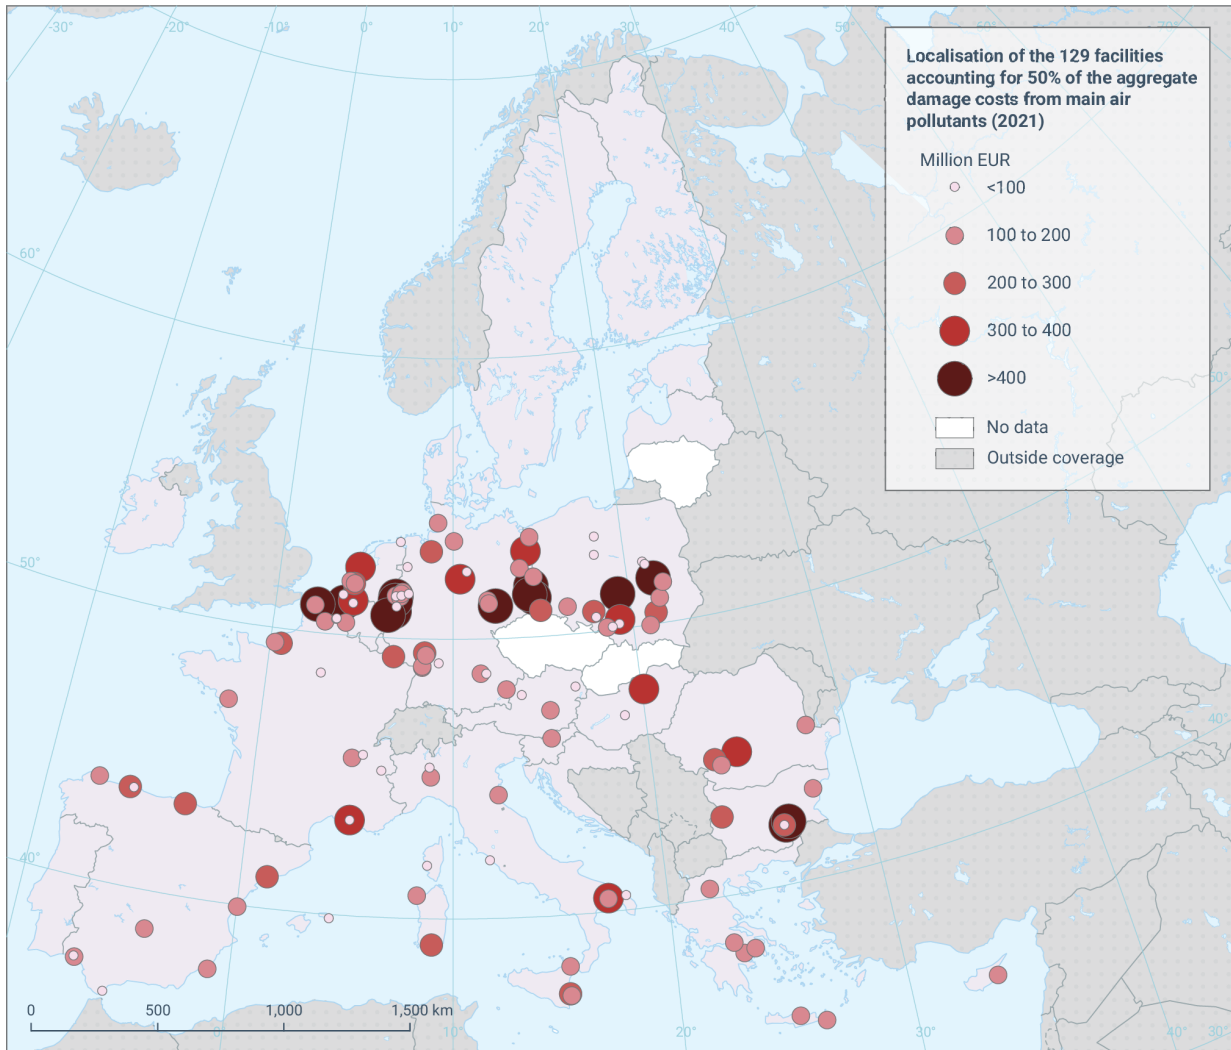 -30°
-20°
-10°
0°
10°
20°
30°
40°
50°
60°
70°
Localisation of the 129 facilities
accounting for 50% of the aggregate
damage costs from main air
pollutants (2021)
Million EUR
<100
100 to 200
200 to 300
300 to 400
>400
No data
Outside coverage
60°
50°
50°
40°
40°
0
500
1,000
1,500 km
0°
10°
20°
30°
40°
30°